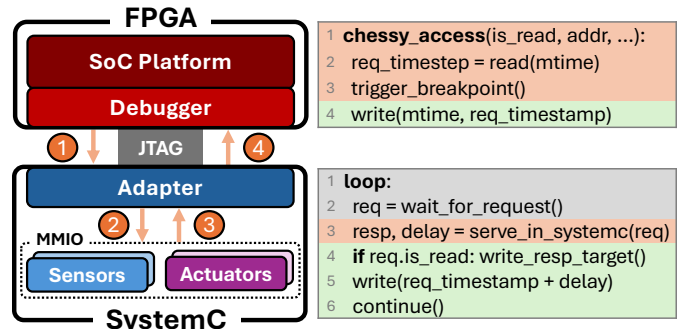 FPGA
SoC Platform
Debugger
1
JTAG
4
Adapter
2
3
MMIO
Sensors
Actuators
SystemC
1 chessy_access(is_read, addr, ...):
2 req_timestep = read(mtime)
3 trigger_breakpoint()
4 write(mtime, req_timestamp)
1 loop:
2 req = wait_for_request()
3 resp, delay = serve_in_systemc(req)
4 if req.is_read: write_resp_target()
5 write(req_timestamp + delay)
6 continue()